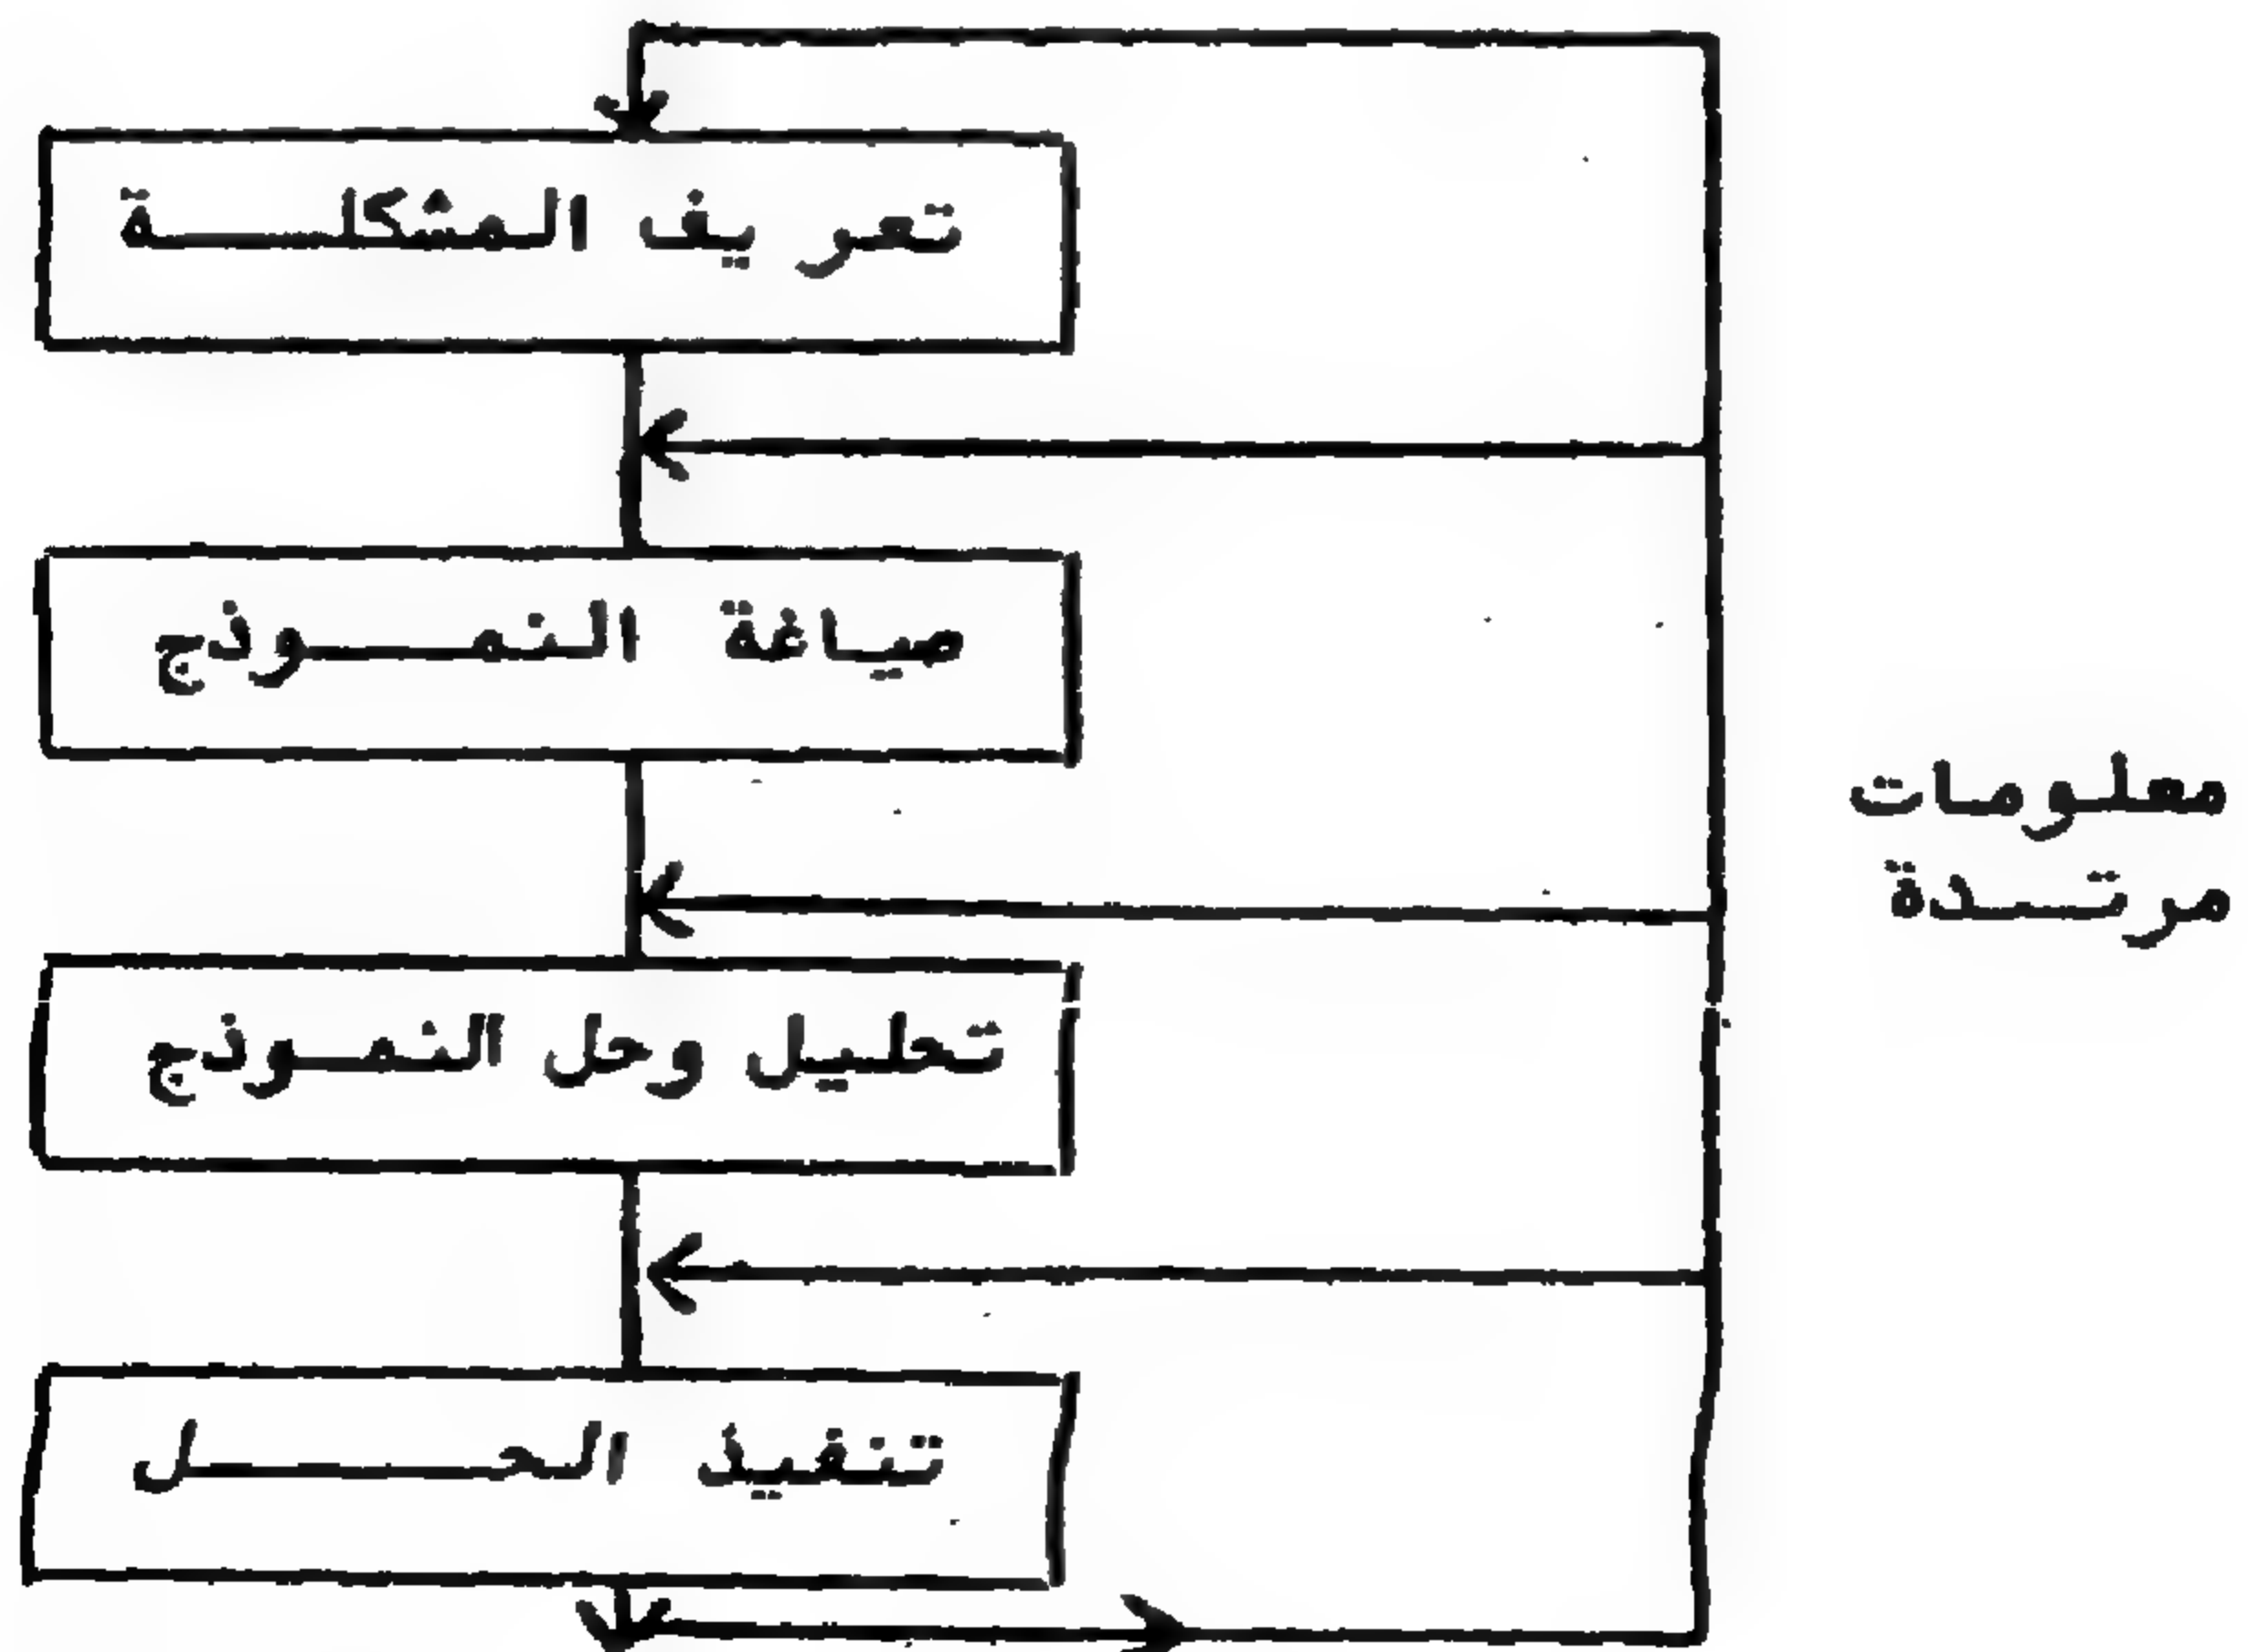 تعريف المشكلة
صياغة النموذج
معلومات
مرتدة
تحليل وحل النموذج
تنفيذ الحل